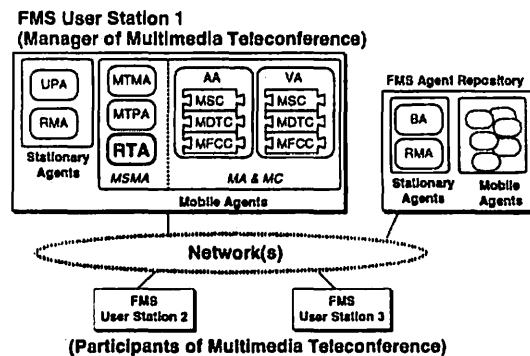 FMS User Station 1
(Manager of Multimedia Teleconference)
UPA
RMA
Stationary
Agents
MTMA
MTPA
RTA
MSMA
AA
MSC
MDTC
MFCC
VA
MSC
MDTC
MFCC
MA & MC
Mobile Agents
FMS Agent Repository
BA
RMA
Stationary
Agents
Mobile
Agents
Network(s)
FMS
User Station 2
FMS
User Station 3
(Participants of Multimedia Teleconference)